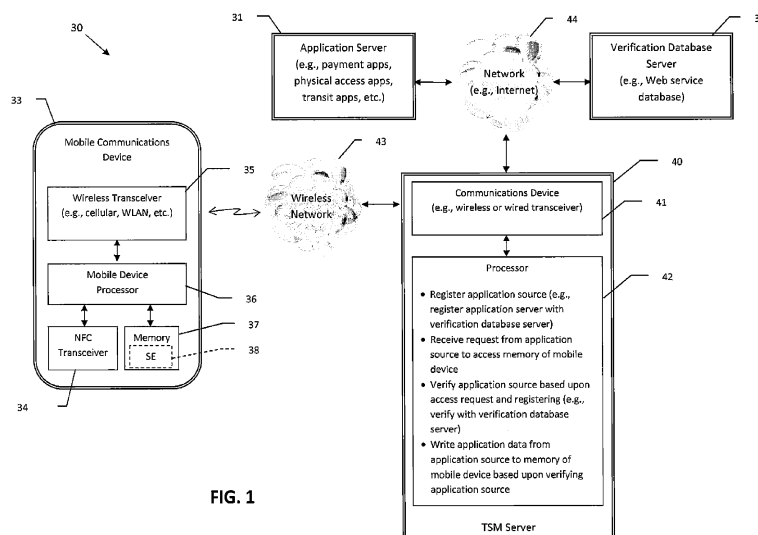 30
31
Application Server
(e.g., payment apps,
physical access apps,
transit apps, etc.)
44
Network
(e.g., Internet)
Verification Database
Server
(e.g., Web service
database)
33
Mobile Communications
Device
35
Wireless Transceiver
(e.g., cellular, WLAN, etc.)
Mobile Device
Processor
36
NFC
Transceiver
34
Memory
37
SE
38
43
Wireless
Network
40
Communications Device
(e.g., wireless or wired transceiver)
41
Processor
42
• Register application source (e.g.,
register application server with
verification database server)
• Receive request from application
source to access memory of mobile
device
• Verify application source based upon
access request and registering (e.g.,
verify with verification database
server)
• Write application data from
application source to memory of
mobile device based upon verifying
application source
TSM Server
FIG. 1